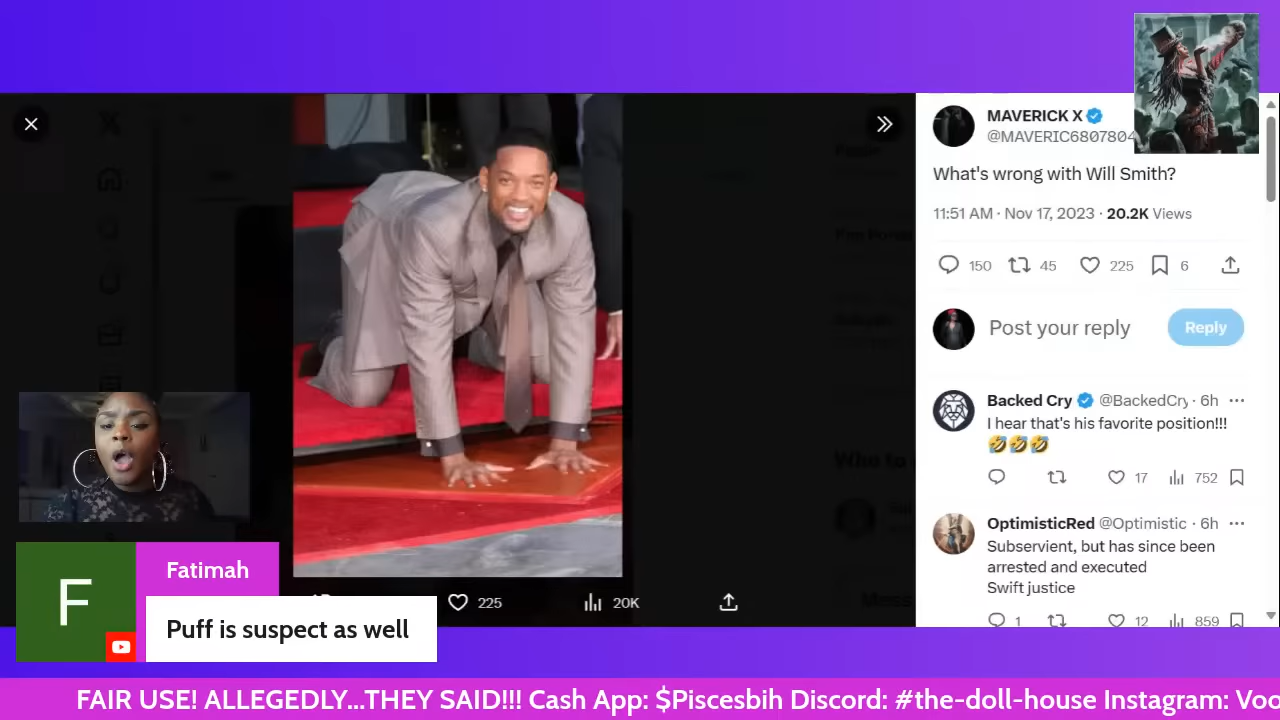 MAVERICK X
@MAVERIC6807804
What's wrong with Will Smith?
11:51 AM · Nov 17, 2023 · 20.2K Views
150 45 225 6
Post your reply
Reply
Backed Cry @BackedCry · 6h
I hear that's his favorite position!!!
🤣🤣🤣
17 752
OptimisticRed @Optimistic · 6h
Subservient, but has since been
arrested and executed
Swift justice
1 12 859
225 20K
F
Fatimah
Puff is suspect as well
FAIR USE! ALLEGEDLY...THEY SAID!!! Cash App: $Piscesbih Discord: #the-doll-house Instagram: Voo